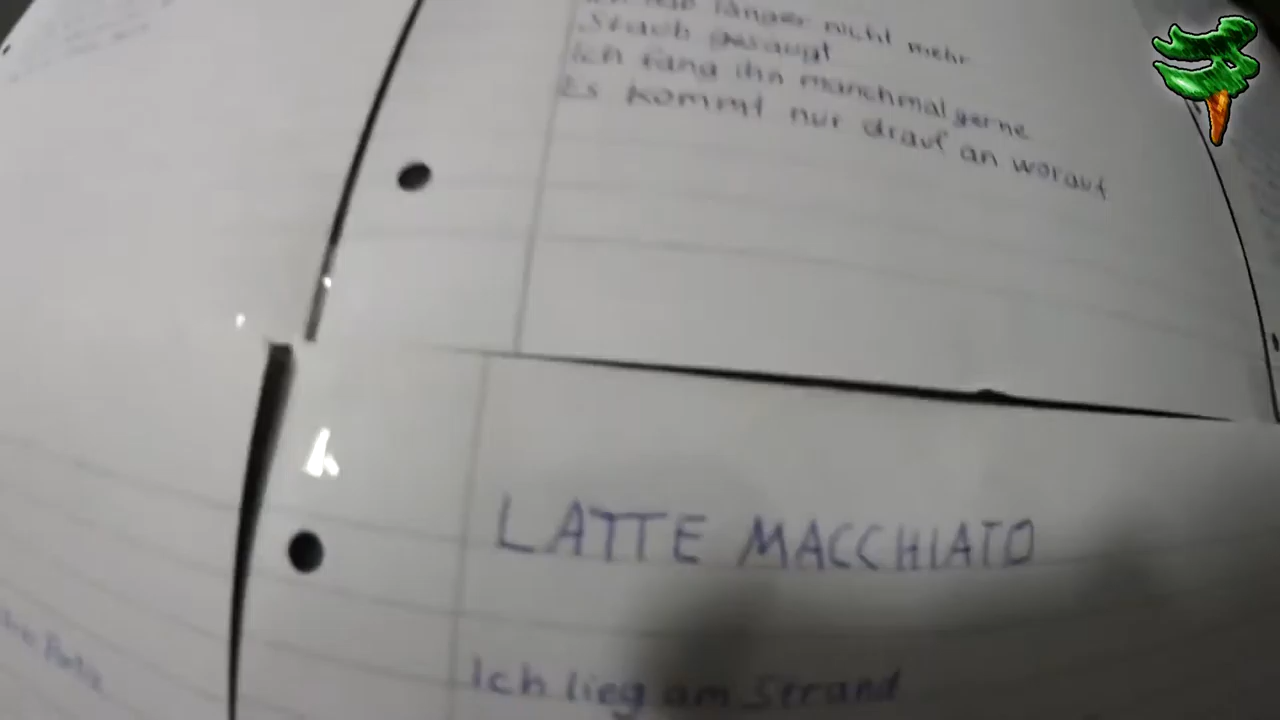 länger nicht mehr
Staub gesaugt
Ich fang ihn manchmal gerne
Es kommt nur drauf an worauf
LATTE MACCHIATO
Ich lieg am Strand